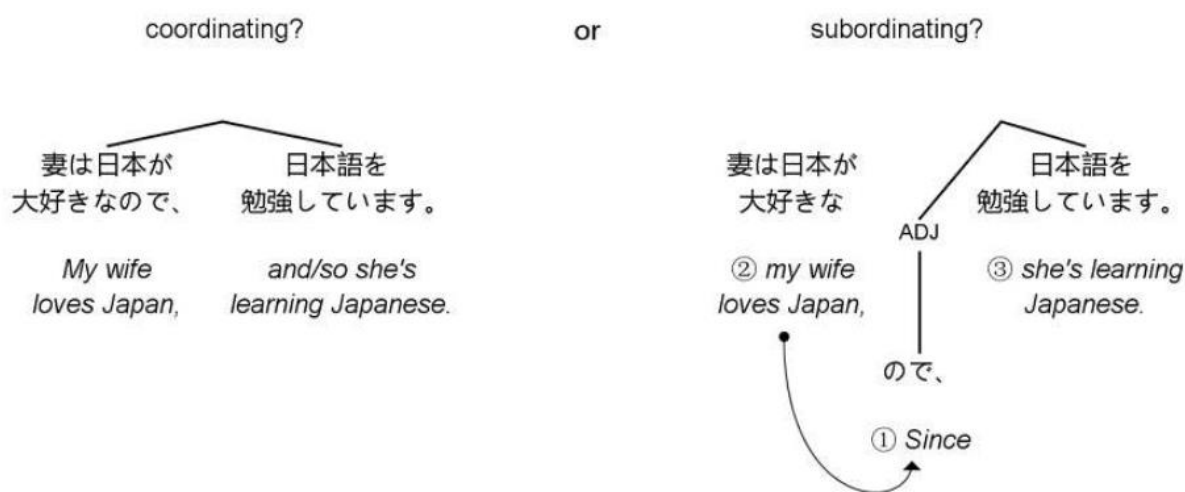 coordinating?
or
subordinating?
妻は日本が
大好きなので、
日本語を
勉強しています。
My wife
loves Japan,
and/so she's
learning Japanese.
妻は日本が
大好きな
ADJ
日本語を
勉強しています。
② my wife
loves Japan,
③ she's learning
Japanese.
ので、
① Since